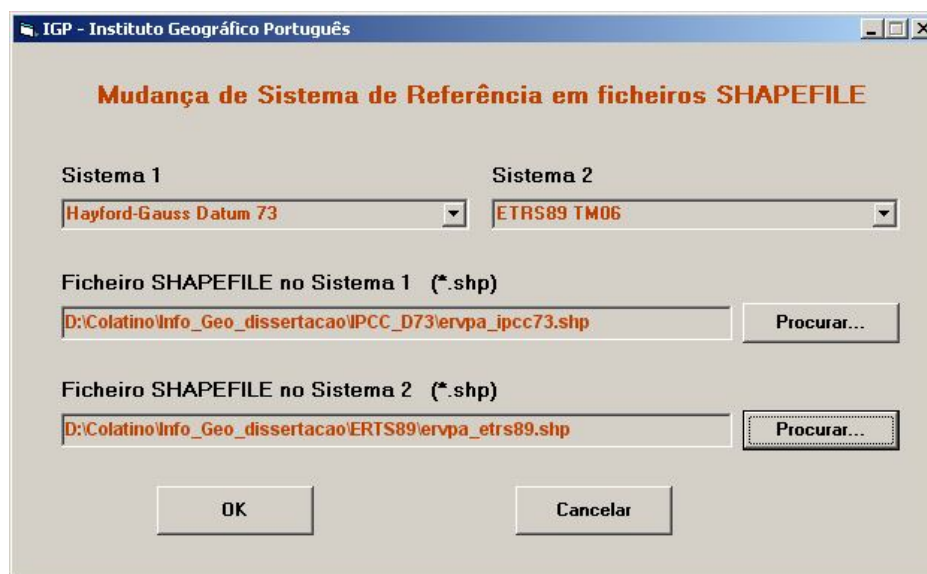 IGP - Instituto Geográfico Português
Mudança de Sistema de Referência em ficheiros SHAPEFILE
Sistema 1
Sistema 2
Hayford-Gauss Datum 73
ETRS89 TM06
Ficheiro SHAPEFILE no Sistema 1 (*.shp)
D:\Colatino\Info_Geo_dissertacao\IPCC_D73\ervpa_ipcc73.shp
Procurar...
Ficheiro SHAPEFILE no Sistema 2 (*.shp)
D:\Colatino\Info_Geo_dissertacao\ERTS89\ervpa_etrs89.shp
Procurar...
OK
Cancelar